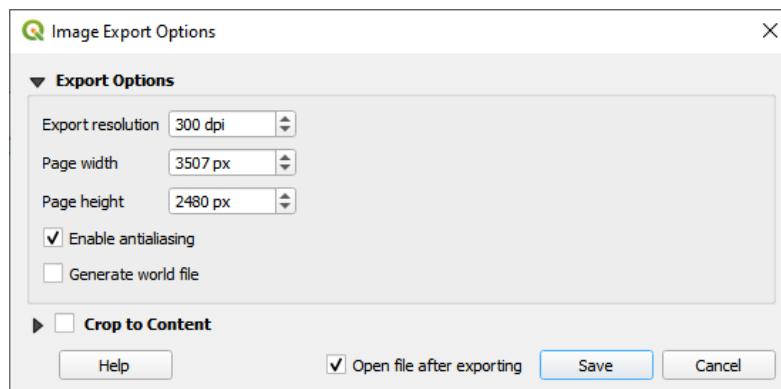 Image Export Options
Export Options
Export resolution 300 dpi
Page width 3507 px
Page height 2480 px
Enable antialiasing
Generate world file
Crop to Content
Help Open file after exporting Save Cancel